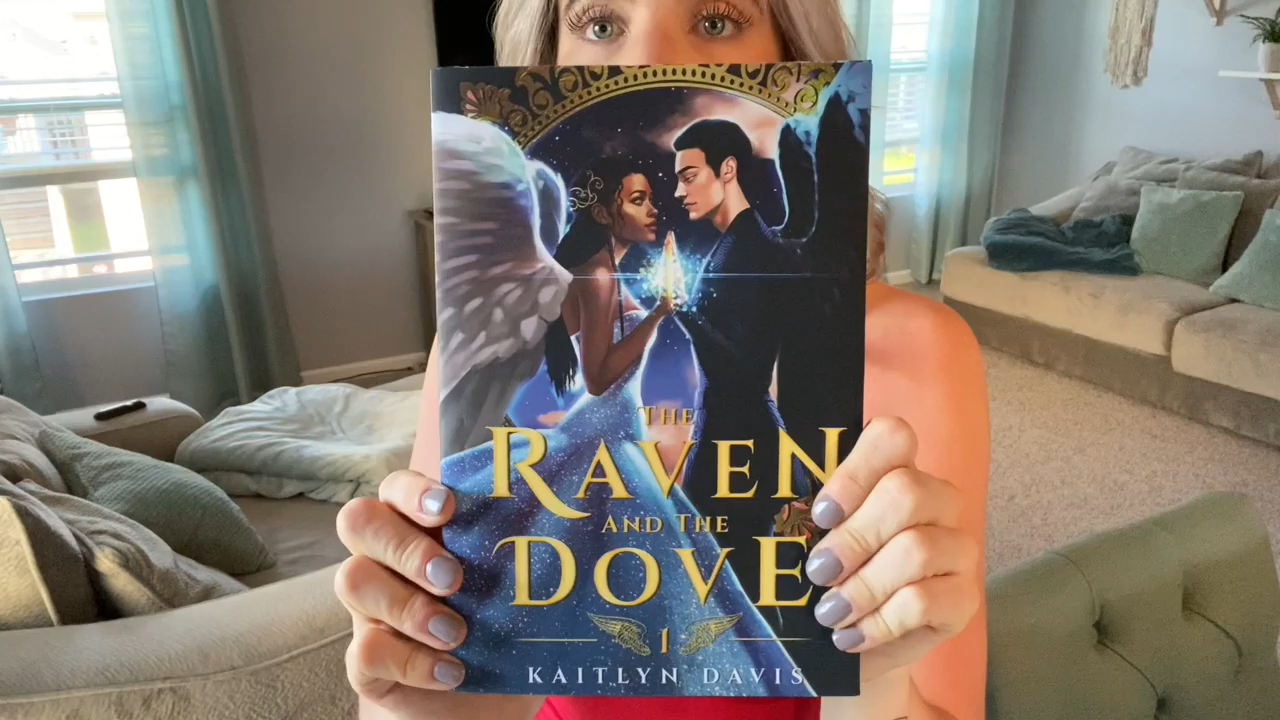 THE
RAVEN
AND THE
DOVE
1
KAITLYN DAVIS